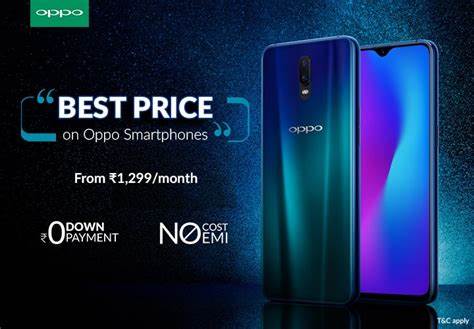 oppo
“BEST PRICE
on Oppo Smartphones”
From ₹1,299/month
₹0 DOWN PAYMENT
NO COST EMI
oppo
T&C apply